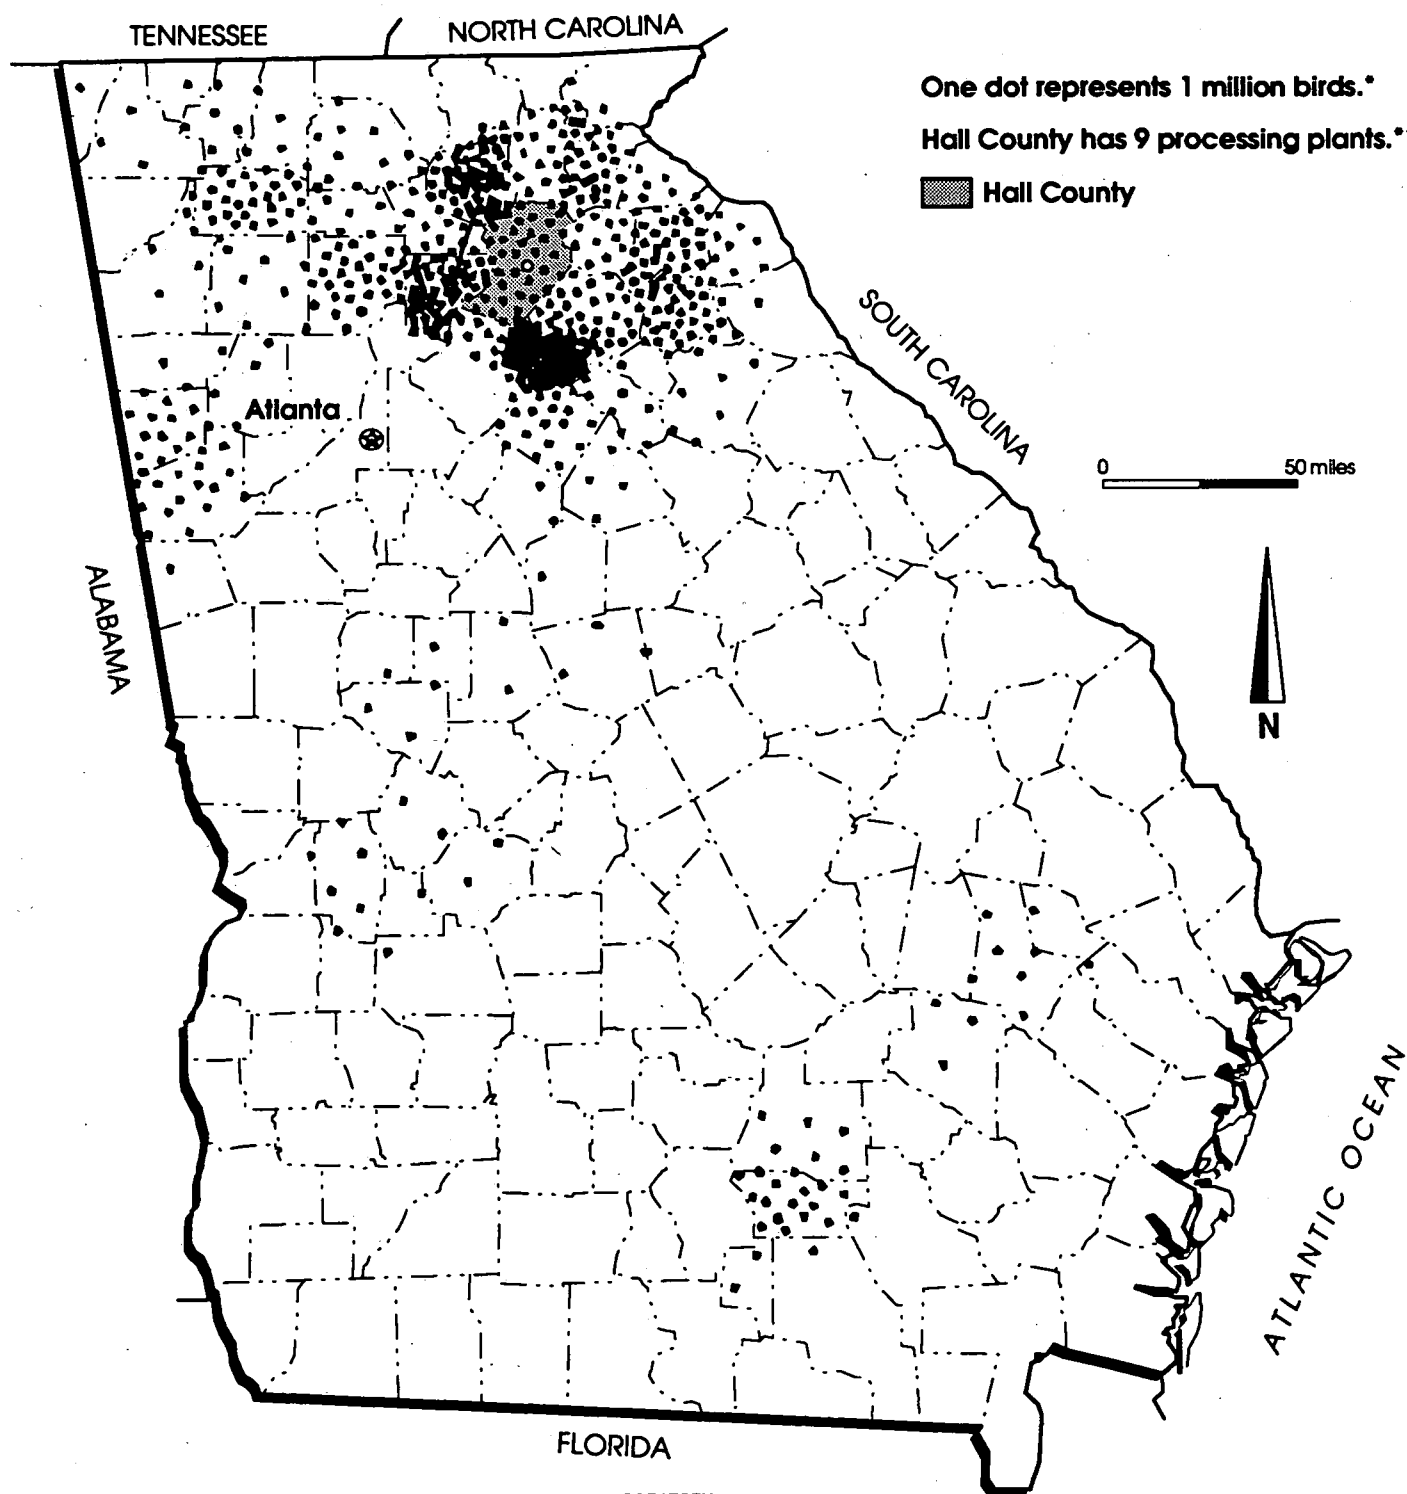 TENNESSEE
NORTH CAROLINA
One dot represents 1 million birds.*
Hall County has 9 processing plants.*
Hall County
SOUTH CAROLINA
Atlanta
0 50 miles
ALABAMA
N
ATLANTIC OCEAN
FLORIDA